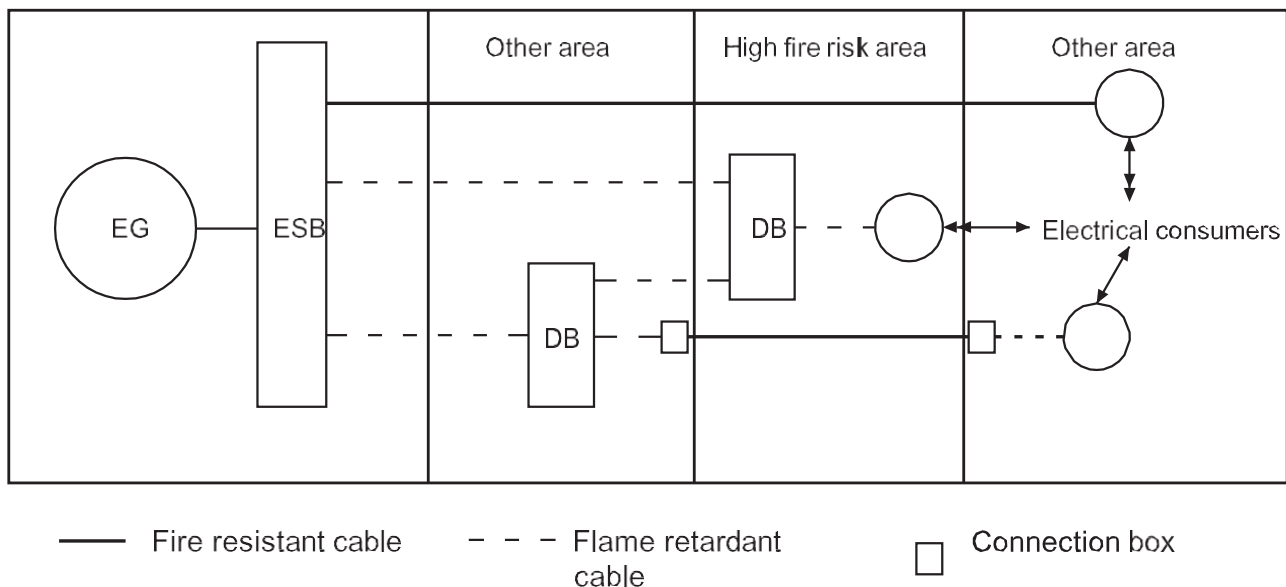 Other area
High fire risk area
Other area
EG
ESB
DB
Electrical consumers
DB
Fire resistant cable
Flame retardant
cable
Connection box